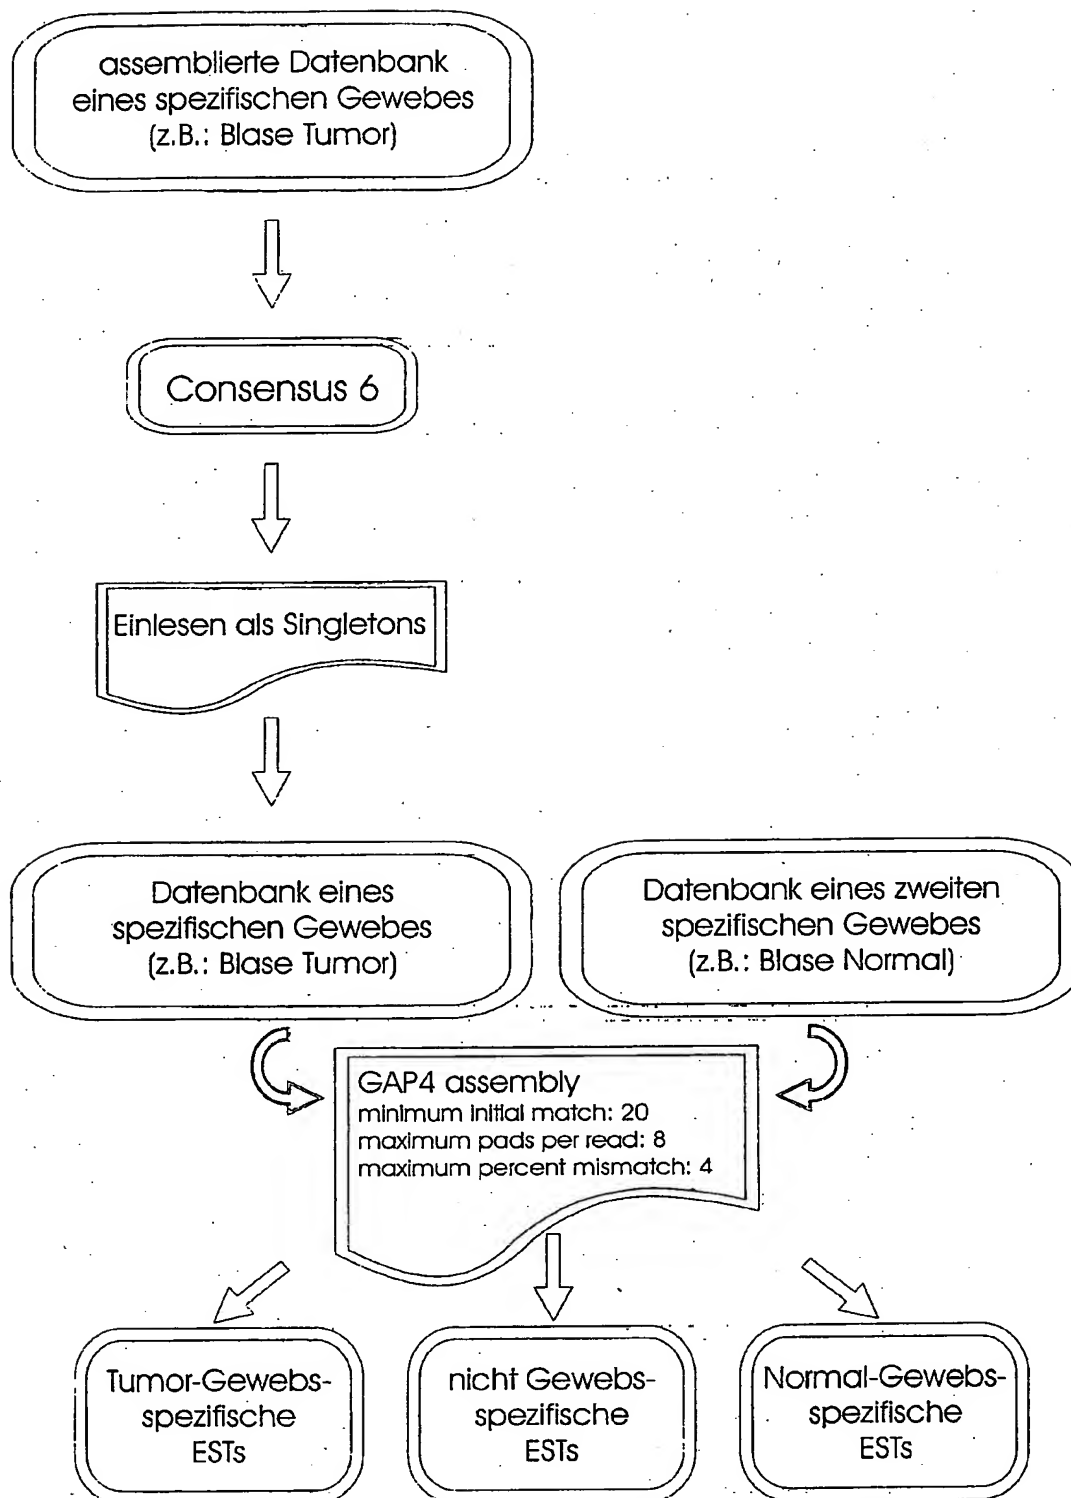 assemblierte Datenbank
eines spezifischen Gewebes
(z.B.: Blase Tumor)
Consensus 6
Einlesen als Singletons
Datenbank eines
spezifischen Gewebes
(z.B.: Blase Tumor)
Datenbank eines zweiten
spezifischen Gewebes
(z.B.: Blase Normal)
GAP4 assembly
minimum initial match: 20
maximum pads per read: 8
maximum percent mismatch: 4
Tumor-Gewebs-
spezifische
ESTs
nicht Gewebs-
spezifische
ESTs
Normal-Gewebs-
spezifische
ESTs